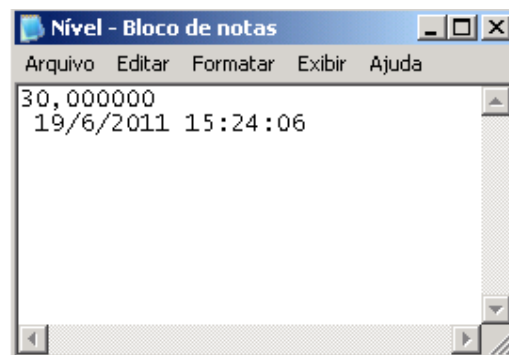 Nível - Bloco de notas
Arquivo Editar Formatar Exibir Ajuda
30,000000
19/6/2011 15:24:06